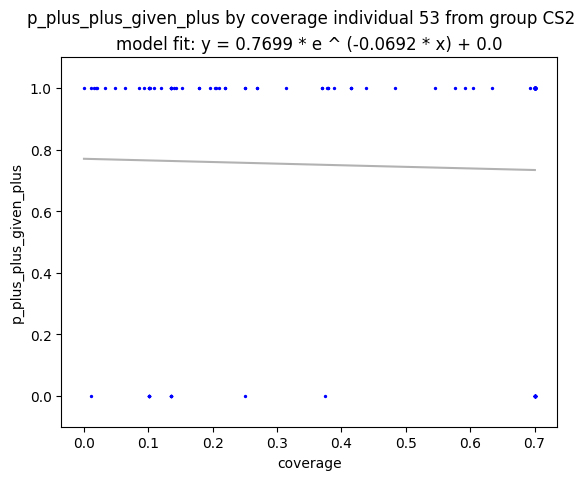 p_plus_plus_given_plus by coverage individual 53 from group CS2
model fit: y = 0.7699 * e ^ (-0.0692 * x) + 0.0
1.0
0.8
0.6
0.4
0.2
0.0
p_plus_plus_given_plus
0.0 0.1 0.2 0.3 0.4 0.5 0.6 0.7
coverage